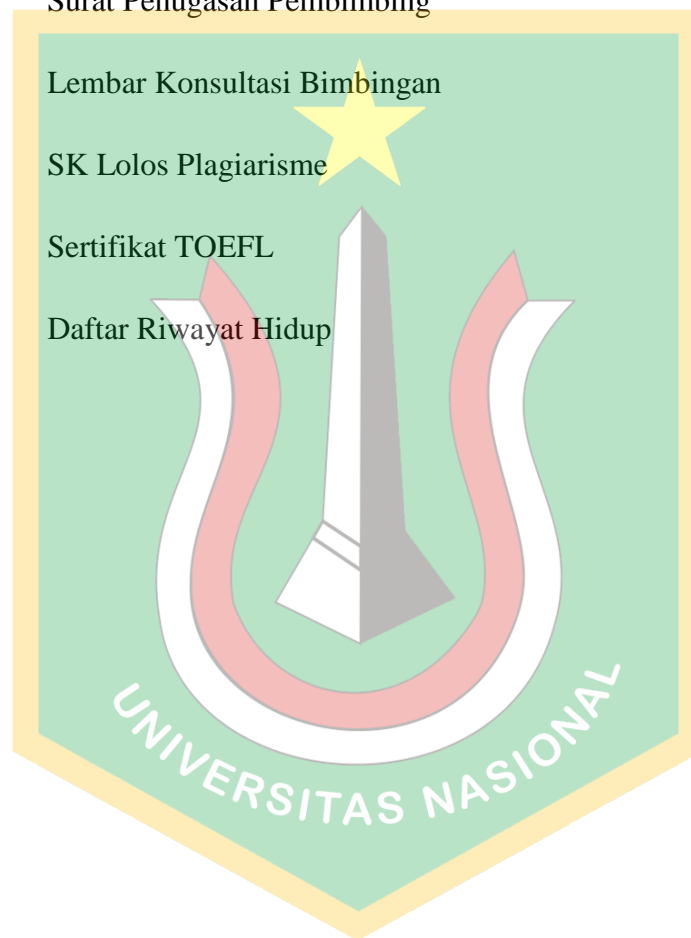 Surat Penugasan Pembimbing
Lembar Konsultasi Bimbingan
SK Lolos Plagiarisme
Sertifikat TOEFL
Daftar Riwayat Hidup
UNIVERSITAS NASIONAL